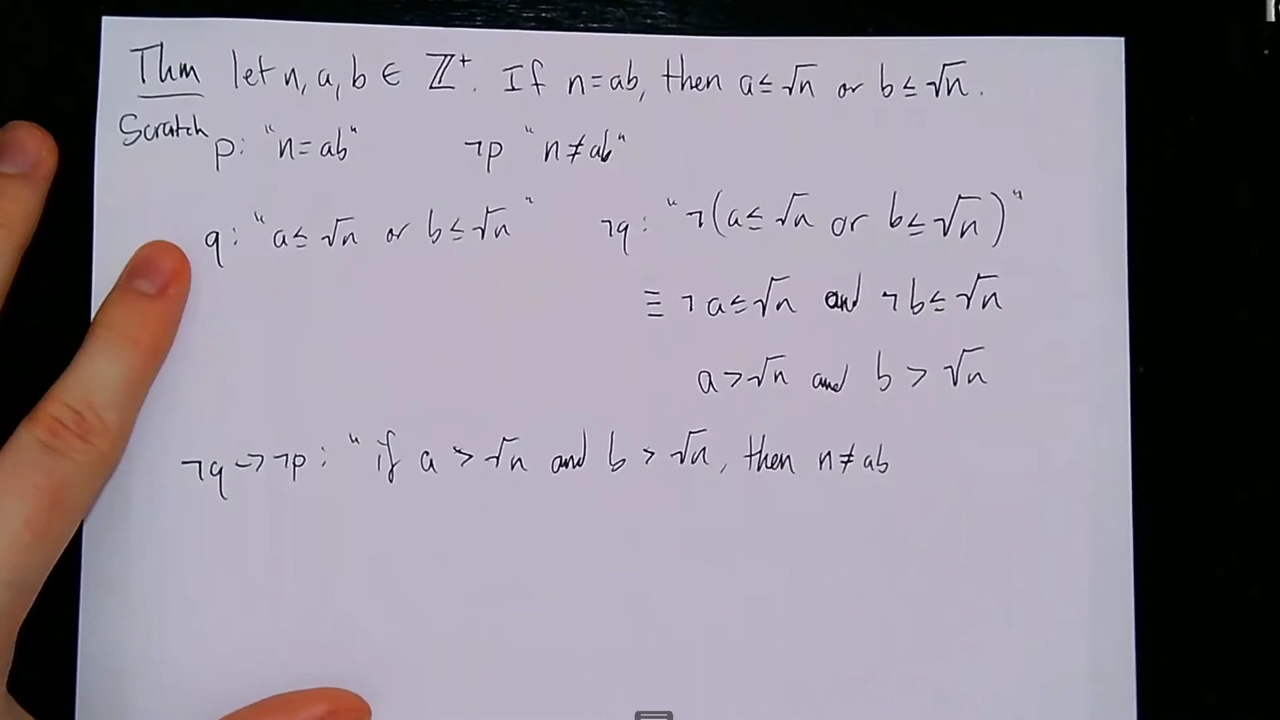 Thm let n, a, b ∈ ℤ⁺. If n=ab, then a≤√n or b≤√n.
Scratch
p: "n=ab" ¬p "n≠ab"
q: "a≤√n or b≤√n" ¬q: "¬(a≤√n or b≤√n)"
≡ ¬a≤√n and ¬b≤√n
a>√n and b>√n
¬q→¬p: "if a>√n and b>√n, then n≠ab